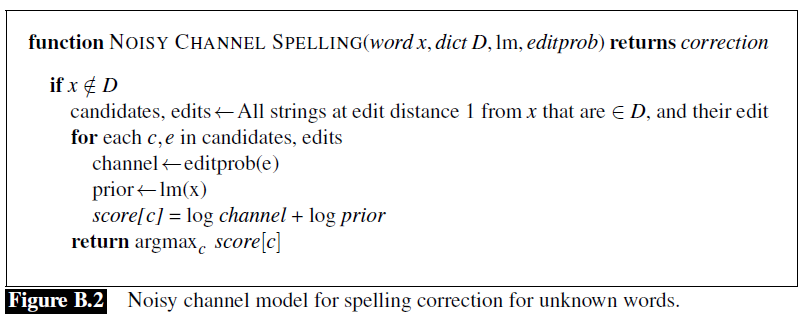 function NOISY CHANNEL SPELLING(word x, dict D, lm, editprob) returns correction
if x ∉ D
candidates, edits←All strings at edit distance 1 from x that are ∈ D, and their edit
for each c,e in candidates, edits
channel←editprob(e)
prior←lm(x)
score[c] = log channel + log prior
return argmaxc score[c]
Figure B.2 Noisy channel model for spelling correction for unknown words.